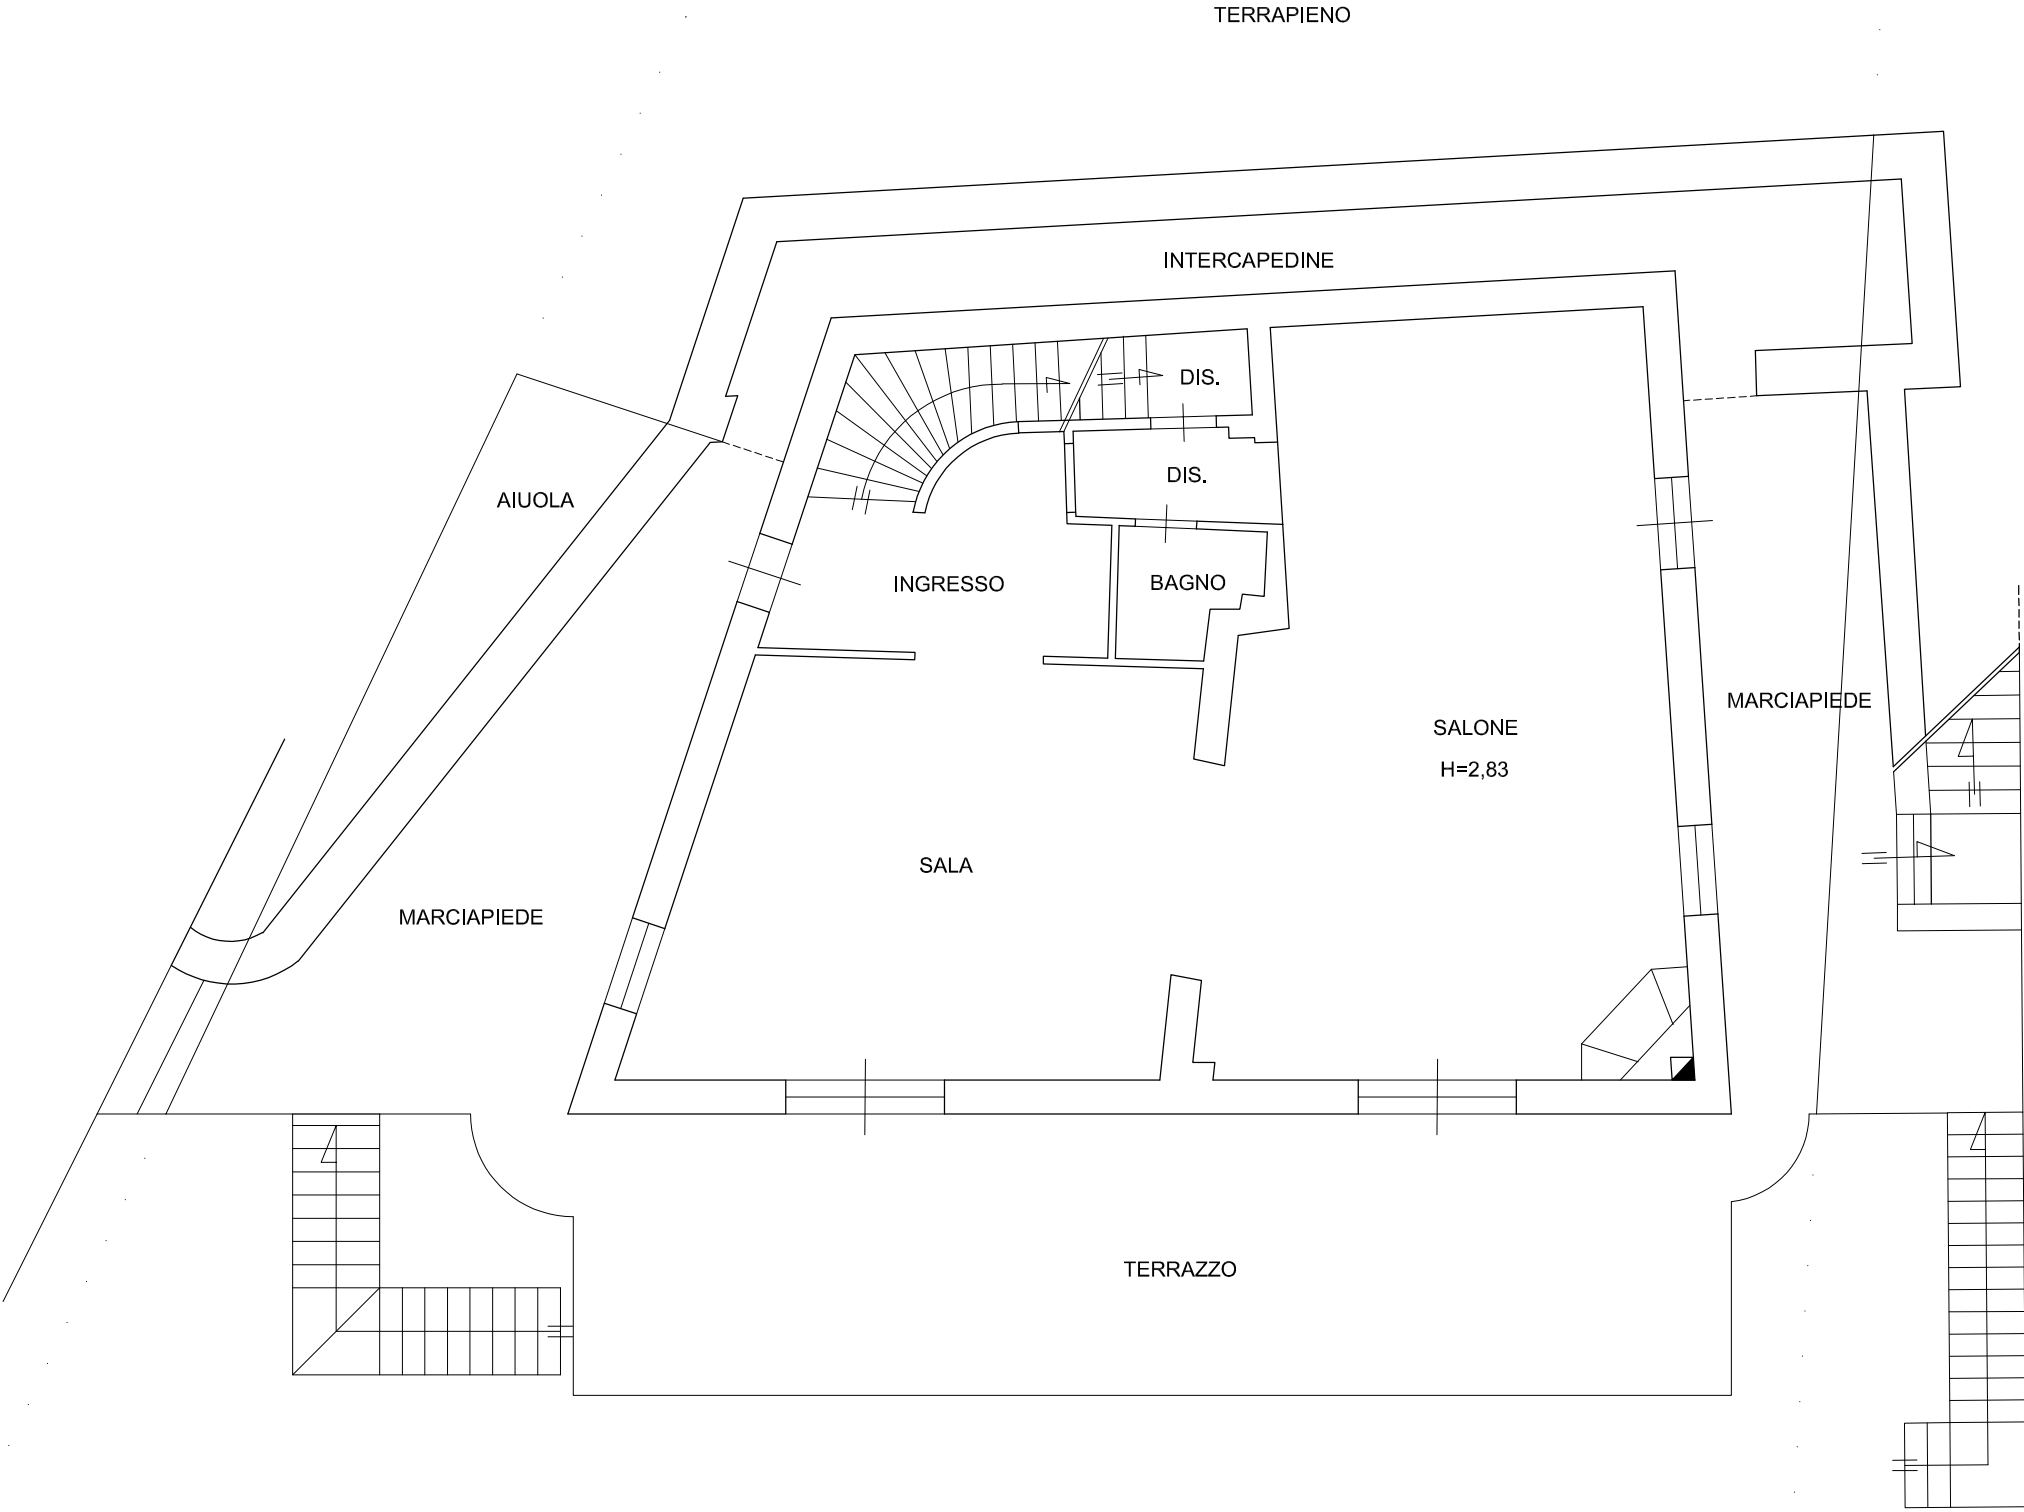 TERRAPIENO
INTERCAPEDINE
DIS.
DIS.
AIUOLA
INGRESSO
BAGNO
MARCIAPIEDE
SALONE
H=2,83
SALA
MARCIAPIEDE
TERRAZZO